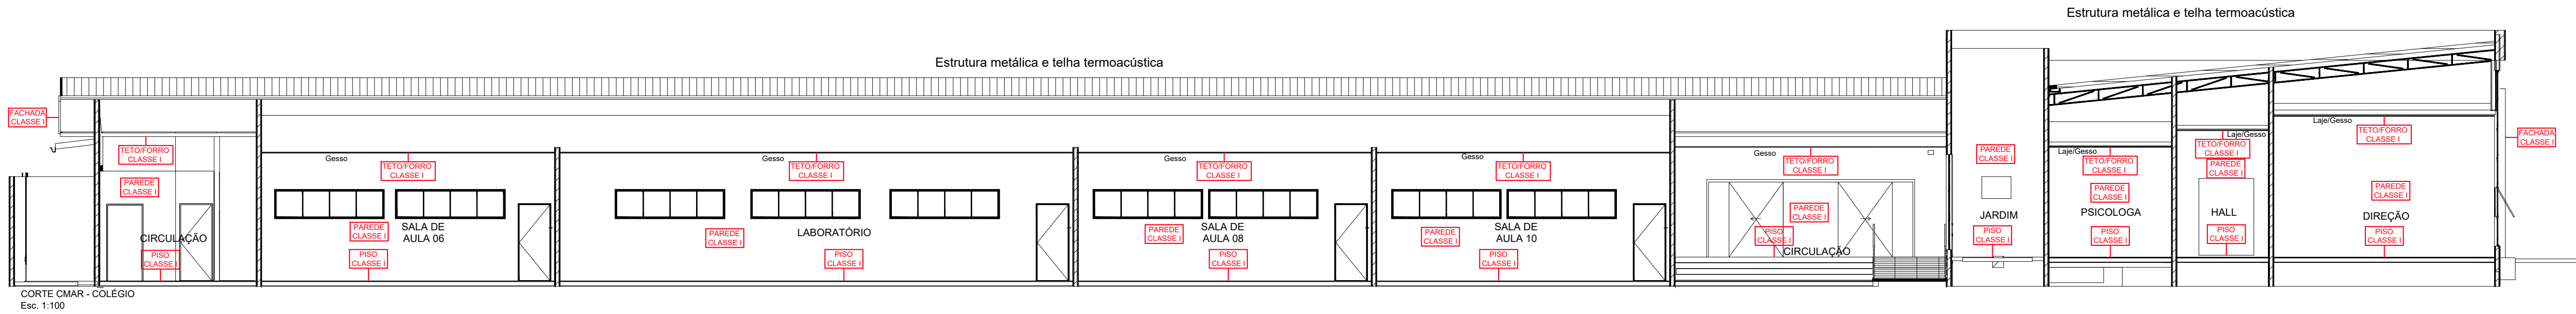 Estrutura metálica e telha termoacústica
Estrutura metálica e telha termoacústica
FACHADA
CLASSE I
TETO/FORRO
CLASSE I
PAREDE
CLASSE I
CIRCULAÇÃO
PISO
CLASSE I
Gesso
TETO/FORRO
CLASSE I
PAREDE
CLASSE I
SALA DE
AULA 06
PISO
CLASSE I
Gesso
TETO/FORRO
CLASSE I
PAREDE
CLASSE I
LABORATÓRIO
PISO
CLASSE I
Gesso
TETO/FORRO
CLASSE I
PAREDE
CLASSE I
SALA DE
AULA 08
PISO
CLASSE I
Gesso
TETO/FORRO
CLASSE I
PAREDE
CLASSE I
SALA DE
AULA 10
PISO
CLASSE I
Gesso
TETO/FORRO
CLASSE I
PAREDE
CLASSE I
PISO
CLASSE I
CIRCULAÇÃO
PAREDE
CLASSE I
JARDIM
PISO
CLASSE I
Laje/Gesso
TETO/FORRO
CLASSE I
PAREDE
CLASSE I
PSICOLOGA
PISO
CLASSE I
Laje/Gesso
TETO/FORRO
CLASSE I
PAREDE
CLASSE I
HALL
PISO
CLASSE I
Laje/Gesso
TETO/FORRO
CLASSE I
PAREDE
CLASSE I
DIREÇÃO
PISO
CLASSE I
FACHADA
CLASSE I
CORTE CMAR - COLÉGIO
Esc. 1:100